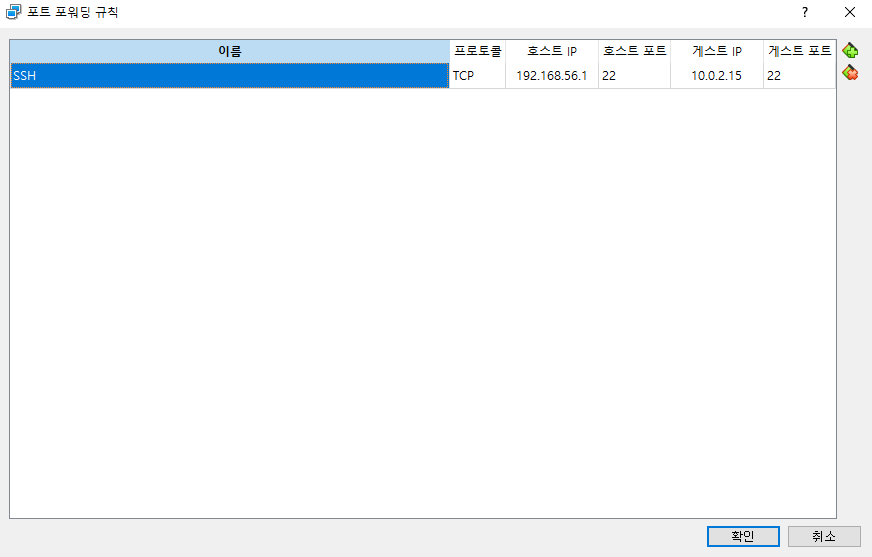 포트 포워딩 규칙 ?
이름 프로토콜 호스트 IP 호스트 포트 게스트 IP 게스트 포트
SSH TCP 192.168.56.1 22 10.0.2.15 22
확인 취소